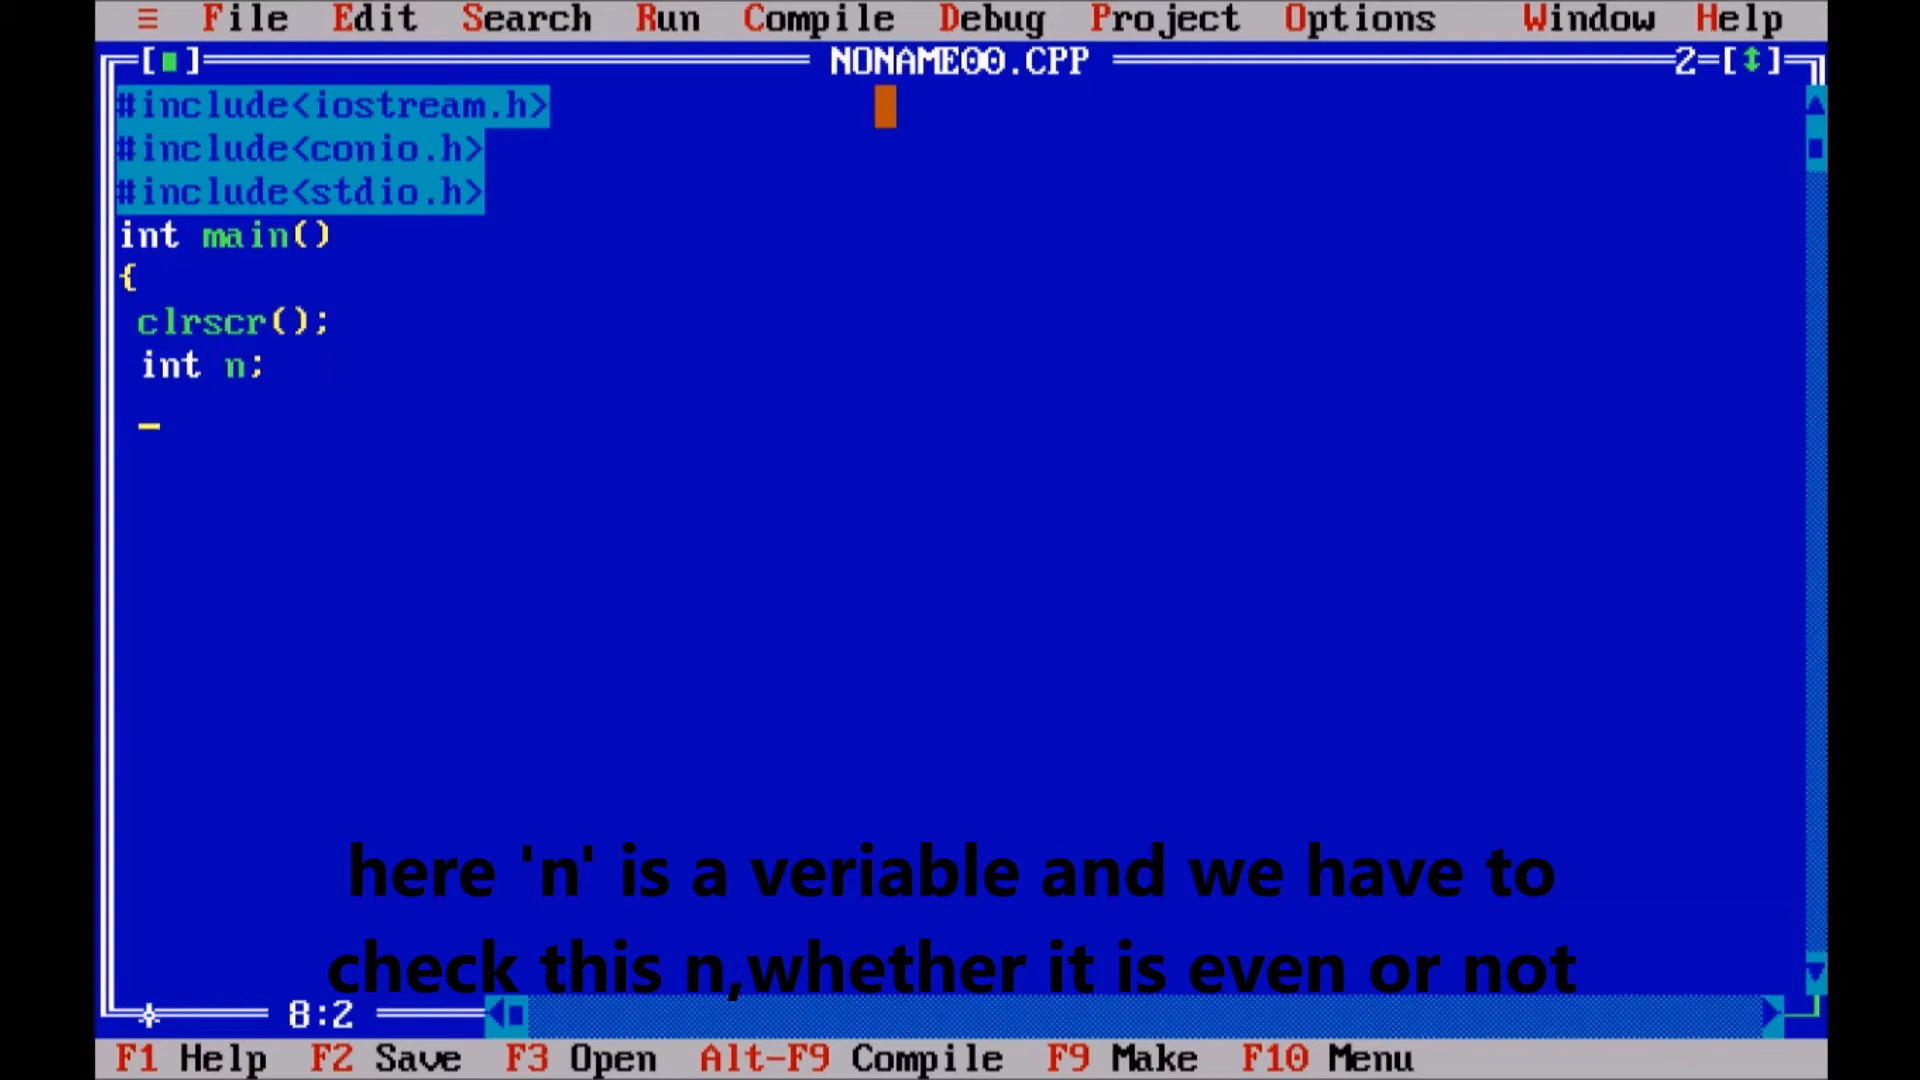 ≡ File Edit Search Run Compile Debug Project Options Window Help
[■] NONAME00.CPP 2=[↕]
#include<iostream.h>
#include<conio.h>
#include<stdio.h>
int main()
{
clrscr();
int n;
here 'n' is a veriable and we have to
check this n,whether it is even or not
8:2
F1 Help F2 Save F3 Open Alt-F9 Compile F9 Make F10 Menu